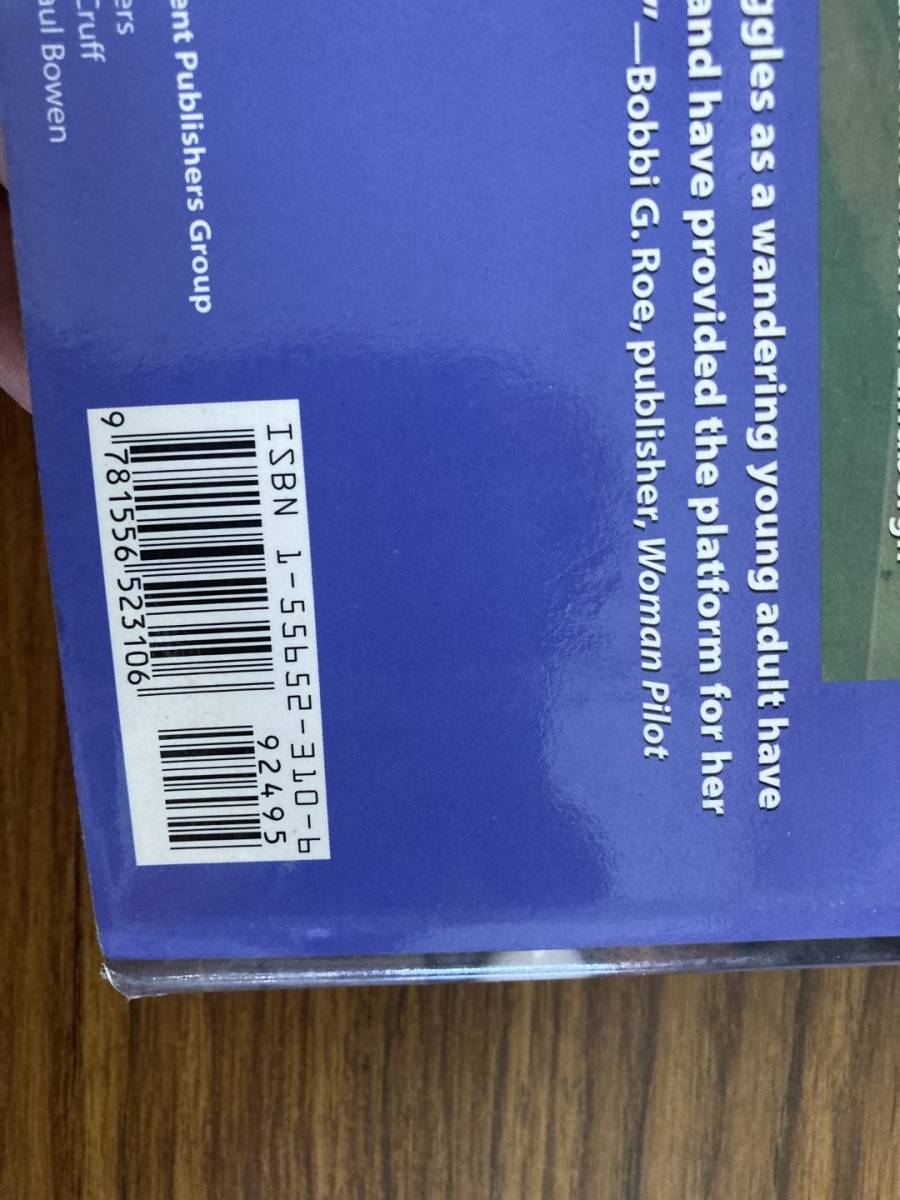 ggles as a wandering young adult have
and have provided the platform for her
"—Bobbi G. Roe, publisher, Woman Pilot
ent Publishers Group
ers
Cruff
aul Bowen
ISBN 1-55652-310-6
92495
9 781556 523106